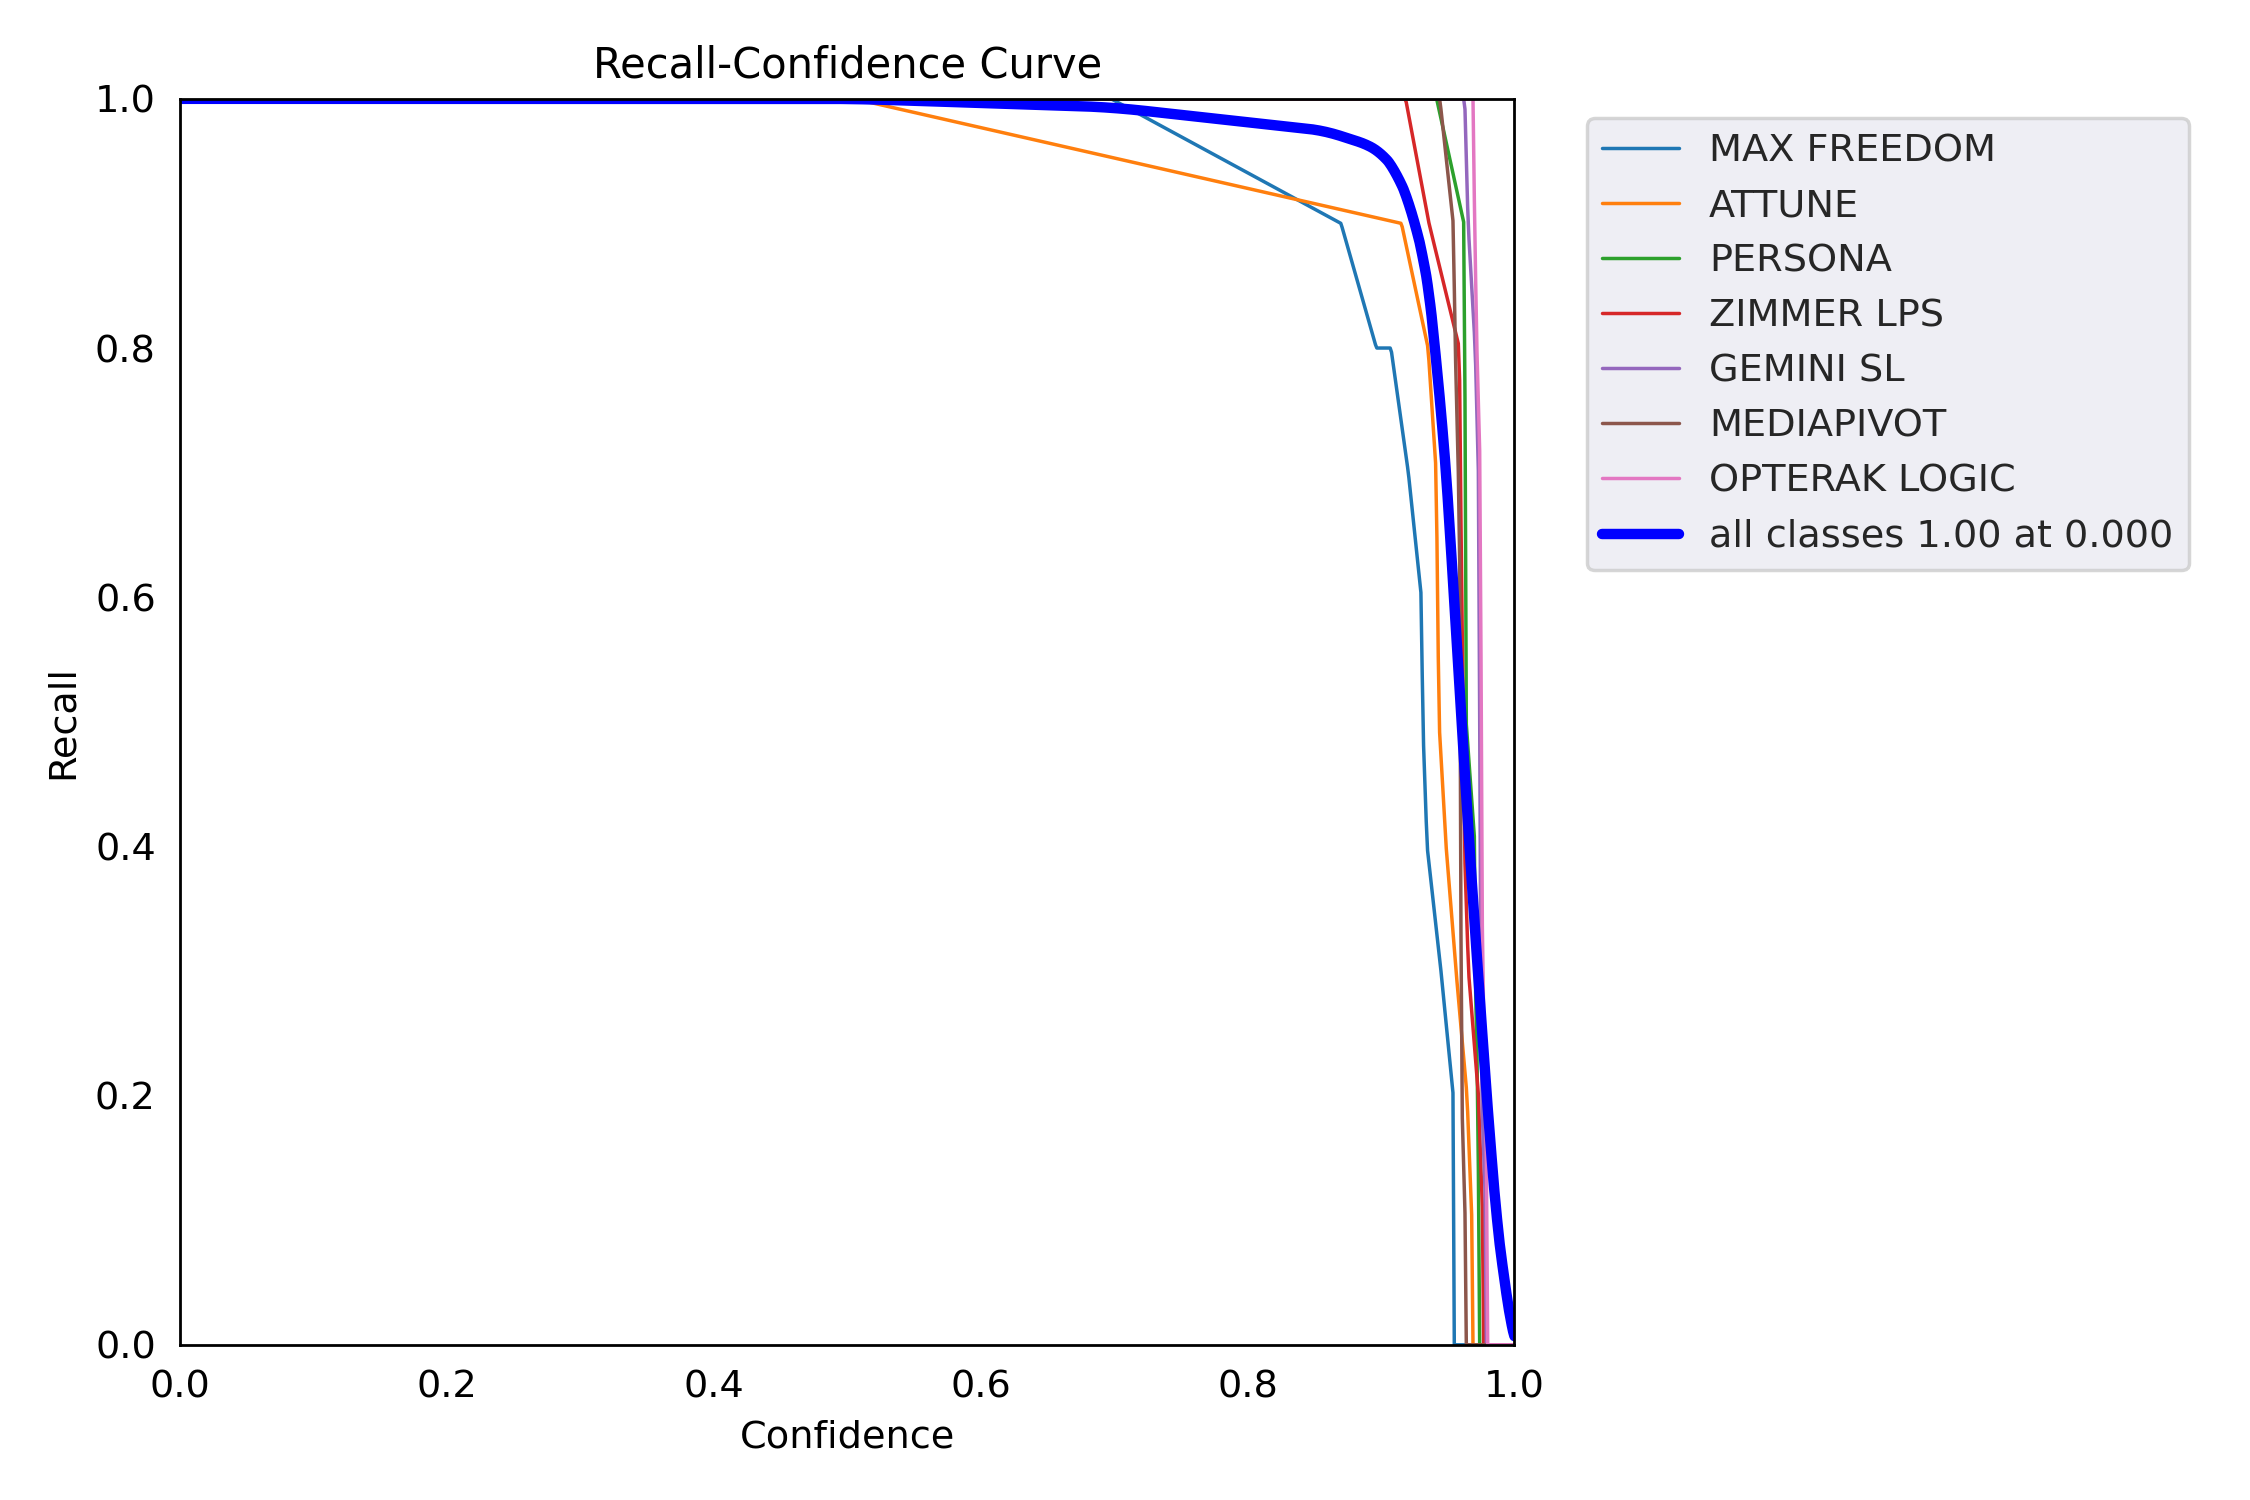 Recall-Confidence Curve
1.0
0.8
0.6
0.4
0.2
0.0
Recall
0.0 0.2 0.4 0.6 0.8 1.0
Confidence
MAX FREEDOM
ATTUNE
PERSONA
ZIMMER LPS
GEMINI SL
MEDIAPIVOT
OPTERAK LOGIC
all classes 1.00 at 0.000